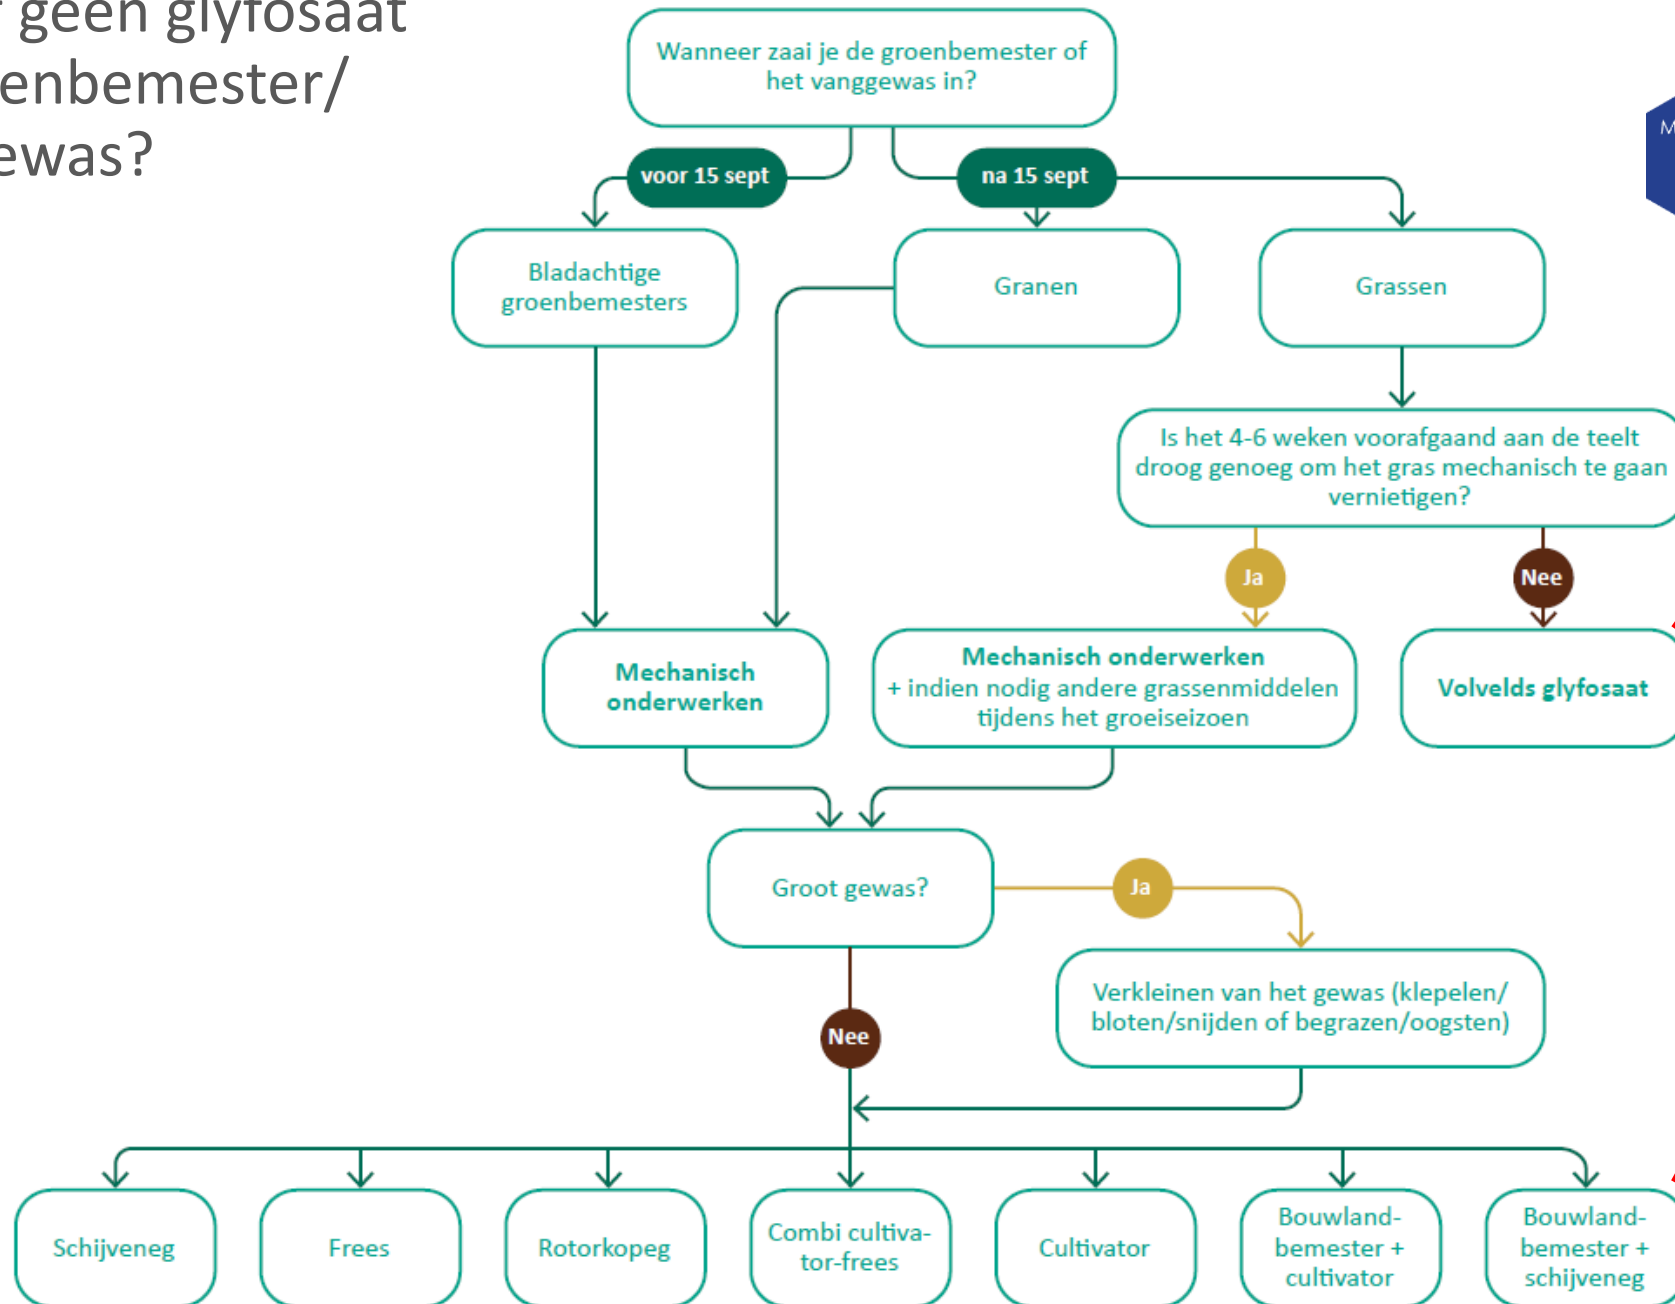 geen glyfosaat
enbemester/
ewas?
Wanneer zaai je de groenbemester of
het vanggewas in?
M
voor 15 sept
na 15 sept
Bladachtige
groenbemesters
Granen
Grassen
Is het 4-6 weken voorafgaand aan de teelt
droog genoeg om het gras mechanisch te gaan
vernietigen?
Ja
Nee
Mechanisch
onderwerken
Mechanisch onderwerken
+ indien nodig andere grassenmiddelen
tijdens het groeiseizoen
Volvelds glyfosaat
Groot gewas?
Ja
Verkleinen van het gewas (klepelen/
bloten/snijden of begrazen/oogsten)
Nee
Schijveneg
Frees
Rotorkopeg
Combi cultiva-
tor-frees
Cultivator
Bouwland-
bemester +
cultivator
Bouwland-
bemester +
schijveneg